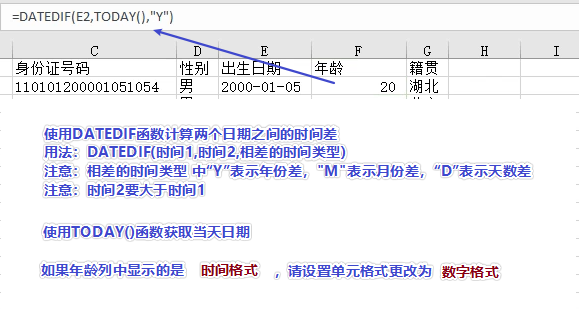 =DATEDIF(E2,TODAY(),"Y")
C D E F G H I
身份证号码 性别 出生日期 年龄 籍贯
110101200001051054 男 2000-01-05 20 湖北
使用DATEDIF函数计算两个日期之间的时间差
用法：DATEDIF(时间1,时间2,相差的时间类型)
注意：相差的时间类型 中“Y”表示年份差，"M"表示月份差，“D”表示天数差
注意：时间2要大于时间1
使用TODAY()函数获取当天日期
如果年龄列中显示的是 时间格式 ，请设置单元格式更改为 数字格式